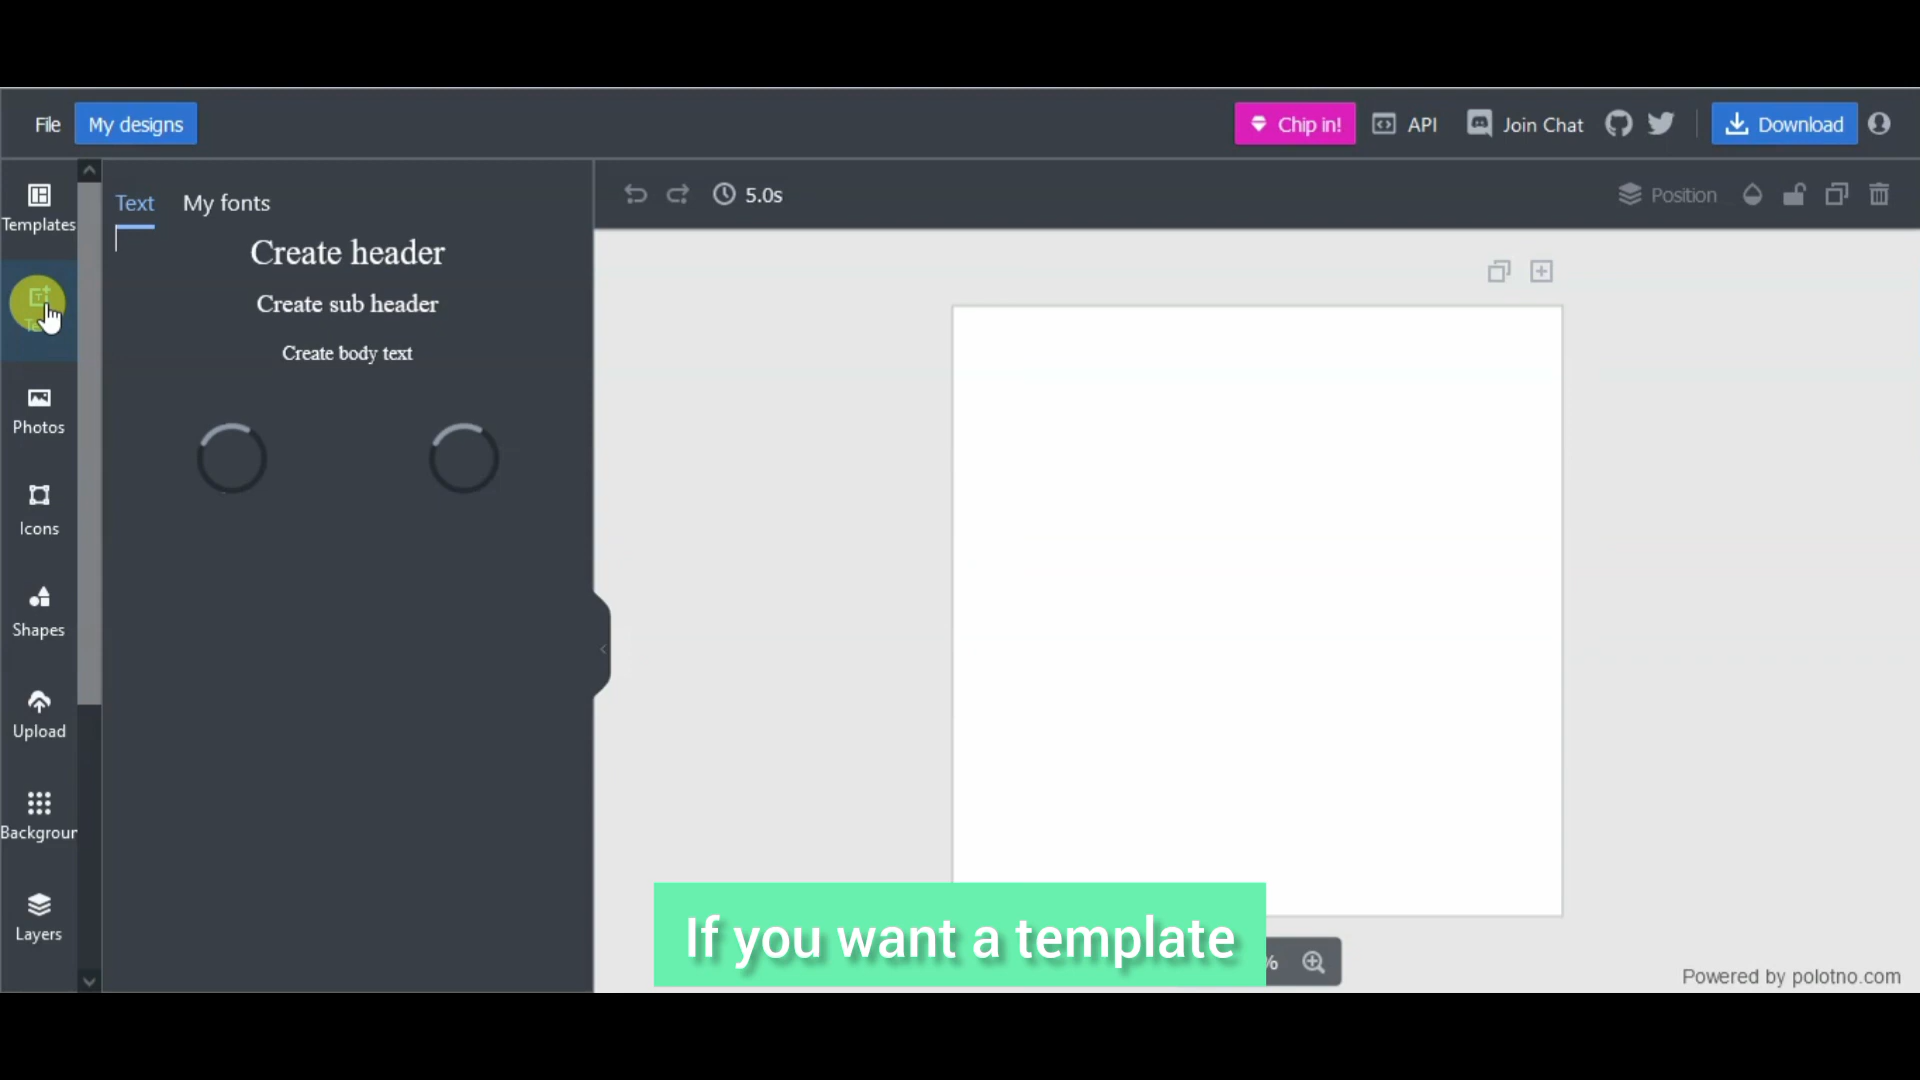 File
My designs
Chip in!
API
Join Chat
Download
Templates
Text
My fonts
5.0s
Position
Create header
Create sub header
Create body text
Photos
Icons
Shapes
Upload
Backgrour
Layers
If you want a template
%
Powered by polotno.com